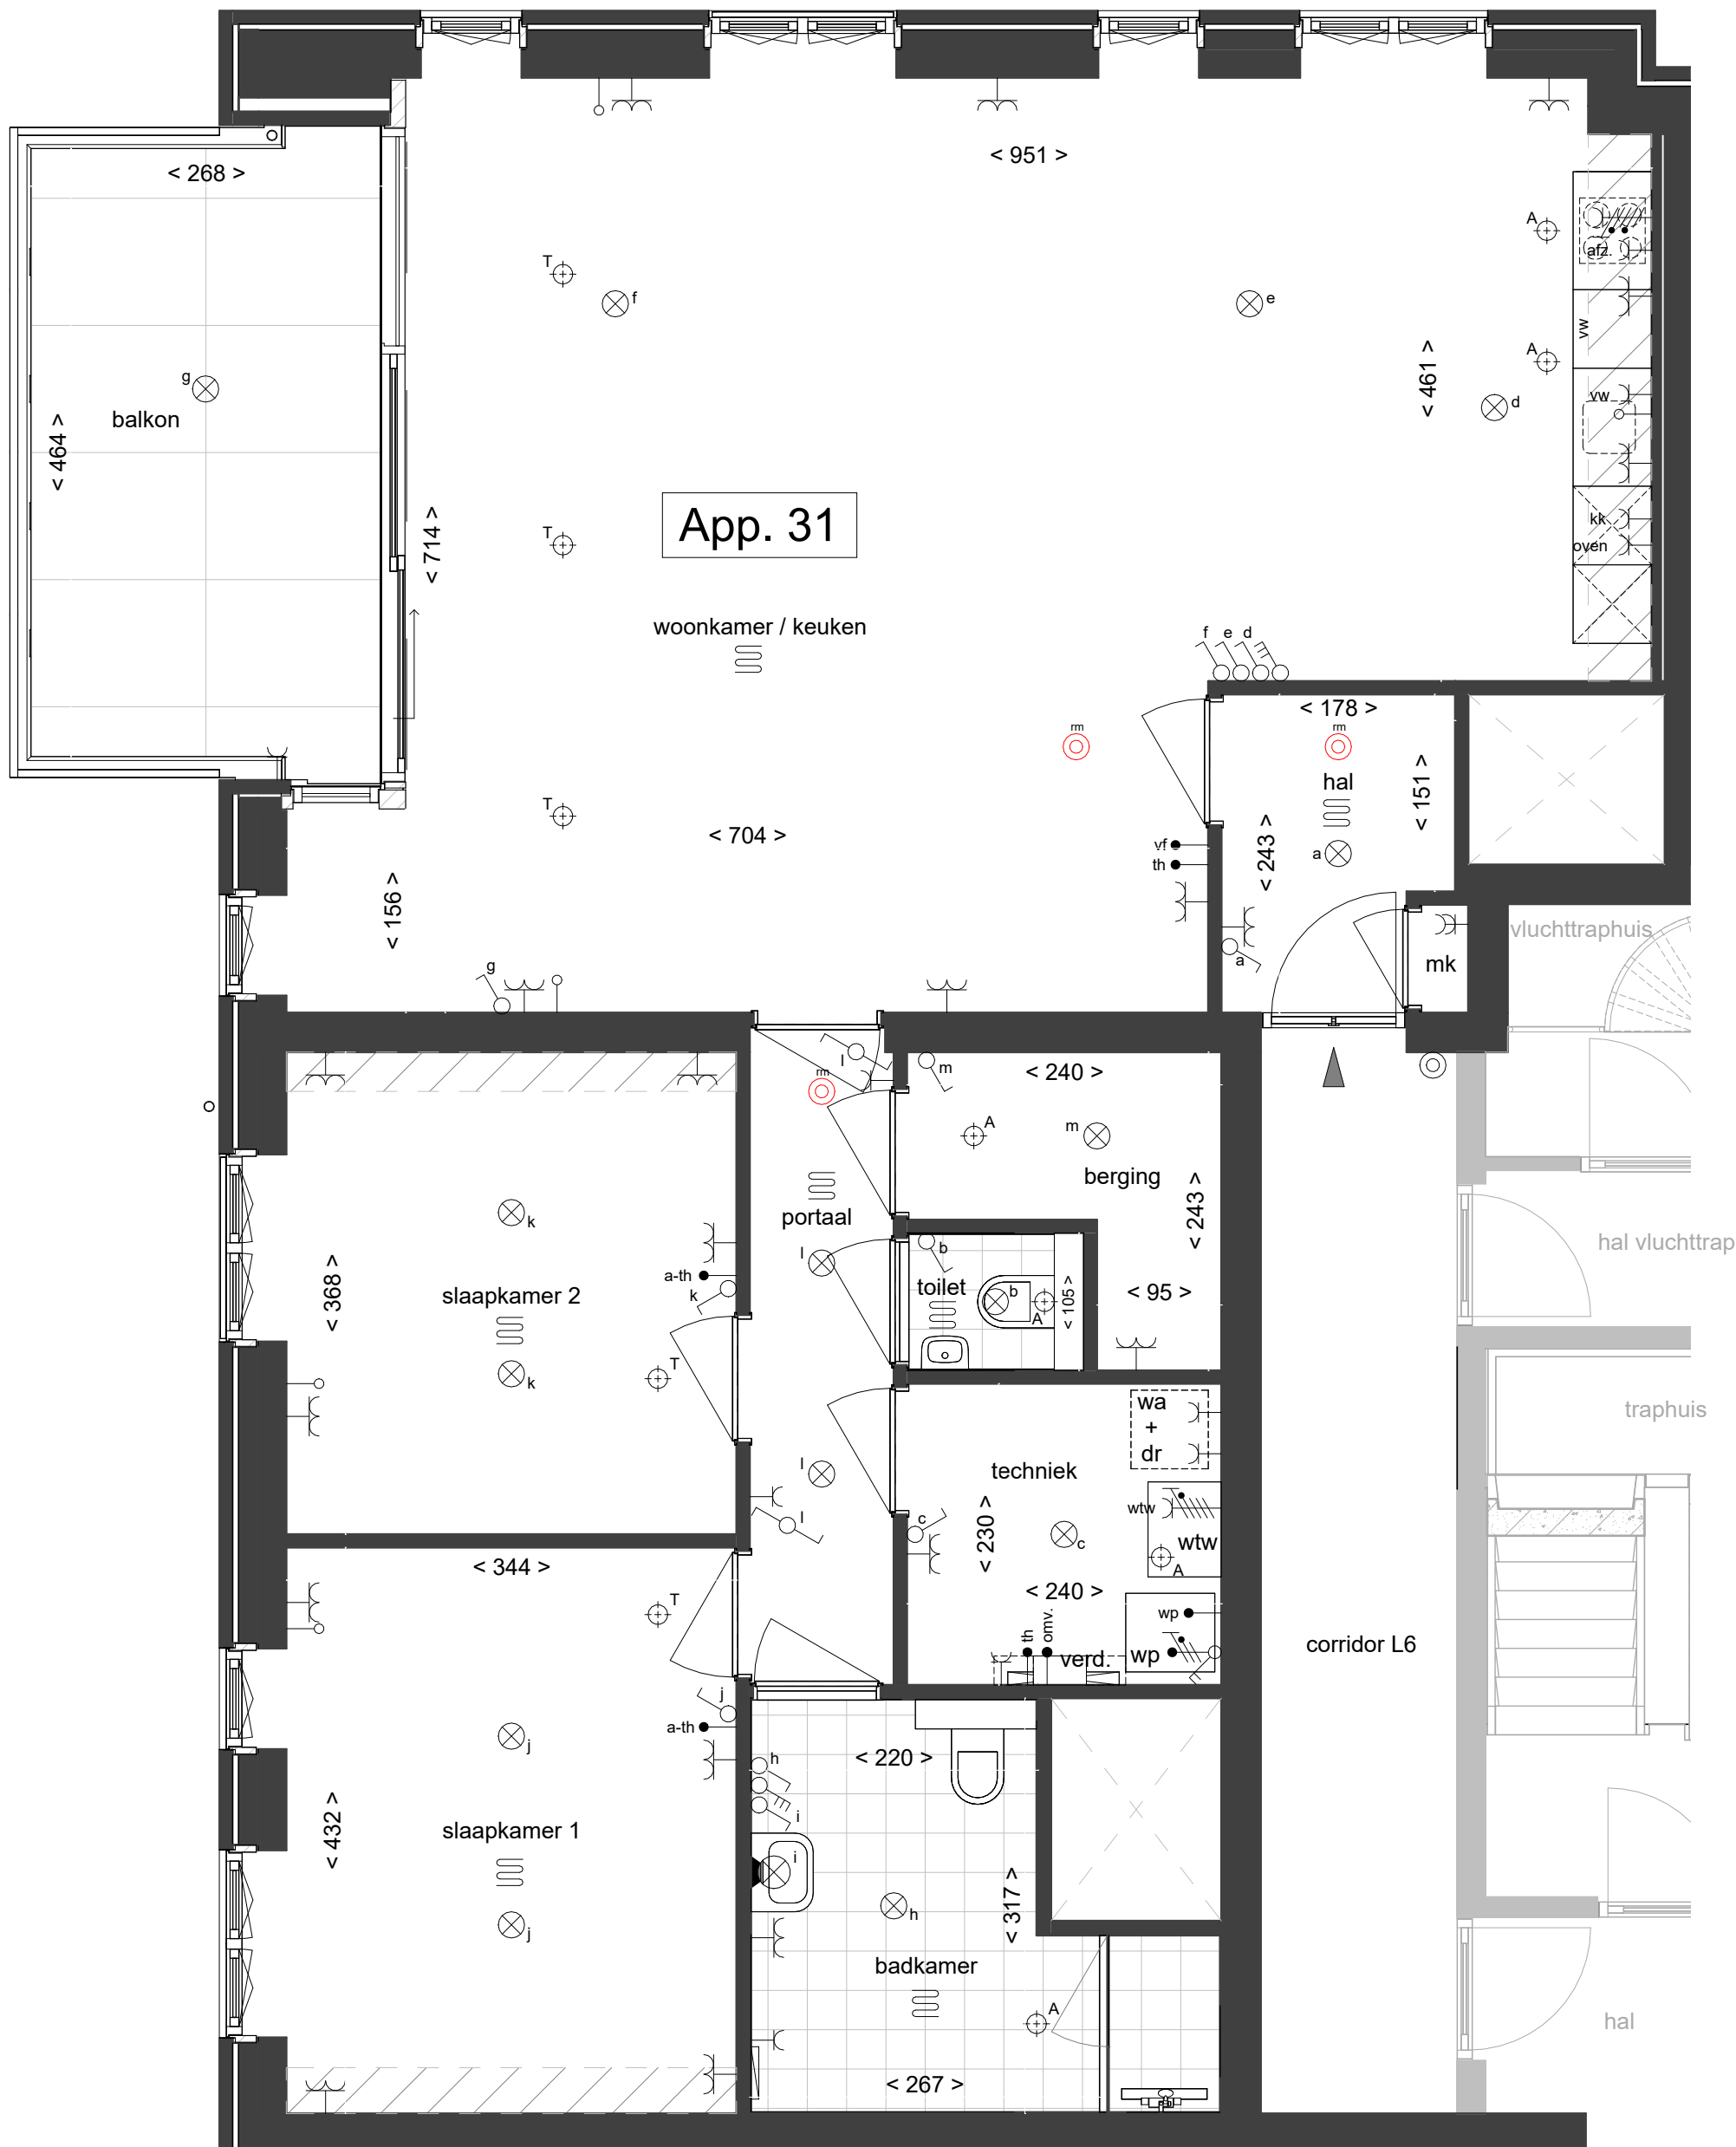 < 268 >
< 951 >
A
afz.
T
f
e
vw
A
< 461 >
g
d
vw
balkon
< 464 >
< 714 >
App. 31
T
kk
oven
woonkamer / keuken
f e d
< 178 >
rm
rm
hal
< 151 >
T
< 704 >
vf
th
a
< 243 >
< 156 >
vluchttraphuis
g
a
mk
l
rm
m
< 240 >
A
m
berging
portaal
< 243 >
k
l
b
hal vluchttrap
a-th
k
toilet
b
A
< 105 >
< 95 >
slaapkamer 2
< 368 >
T
k
wa
+
dr
traphuis
l
techniek
wtw
l
c
< 230 >
c
wtw
A
< 344 >
< 240 >
T
th
omv.
wp
verd.
wp
corridor L6
j
a-th
j
h
< 220 >
i
slaapkamer 1
< 432 >
i
h
< 317 >
j
badkamer
A
hal
< 267 >